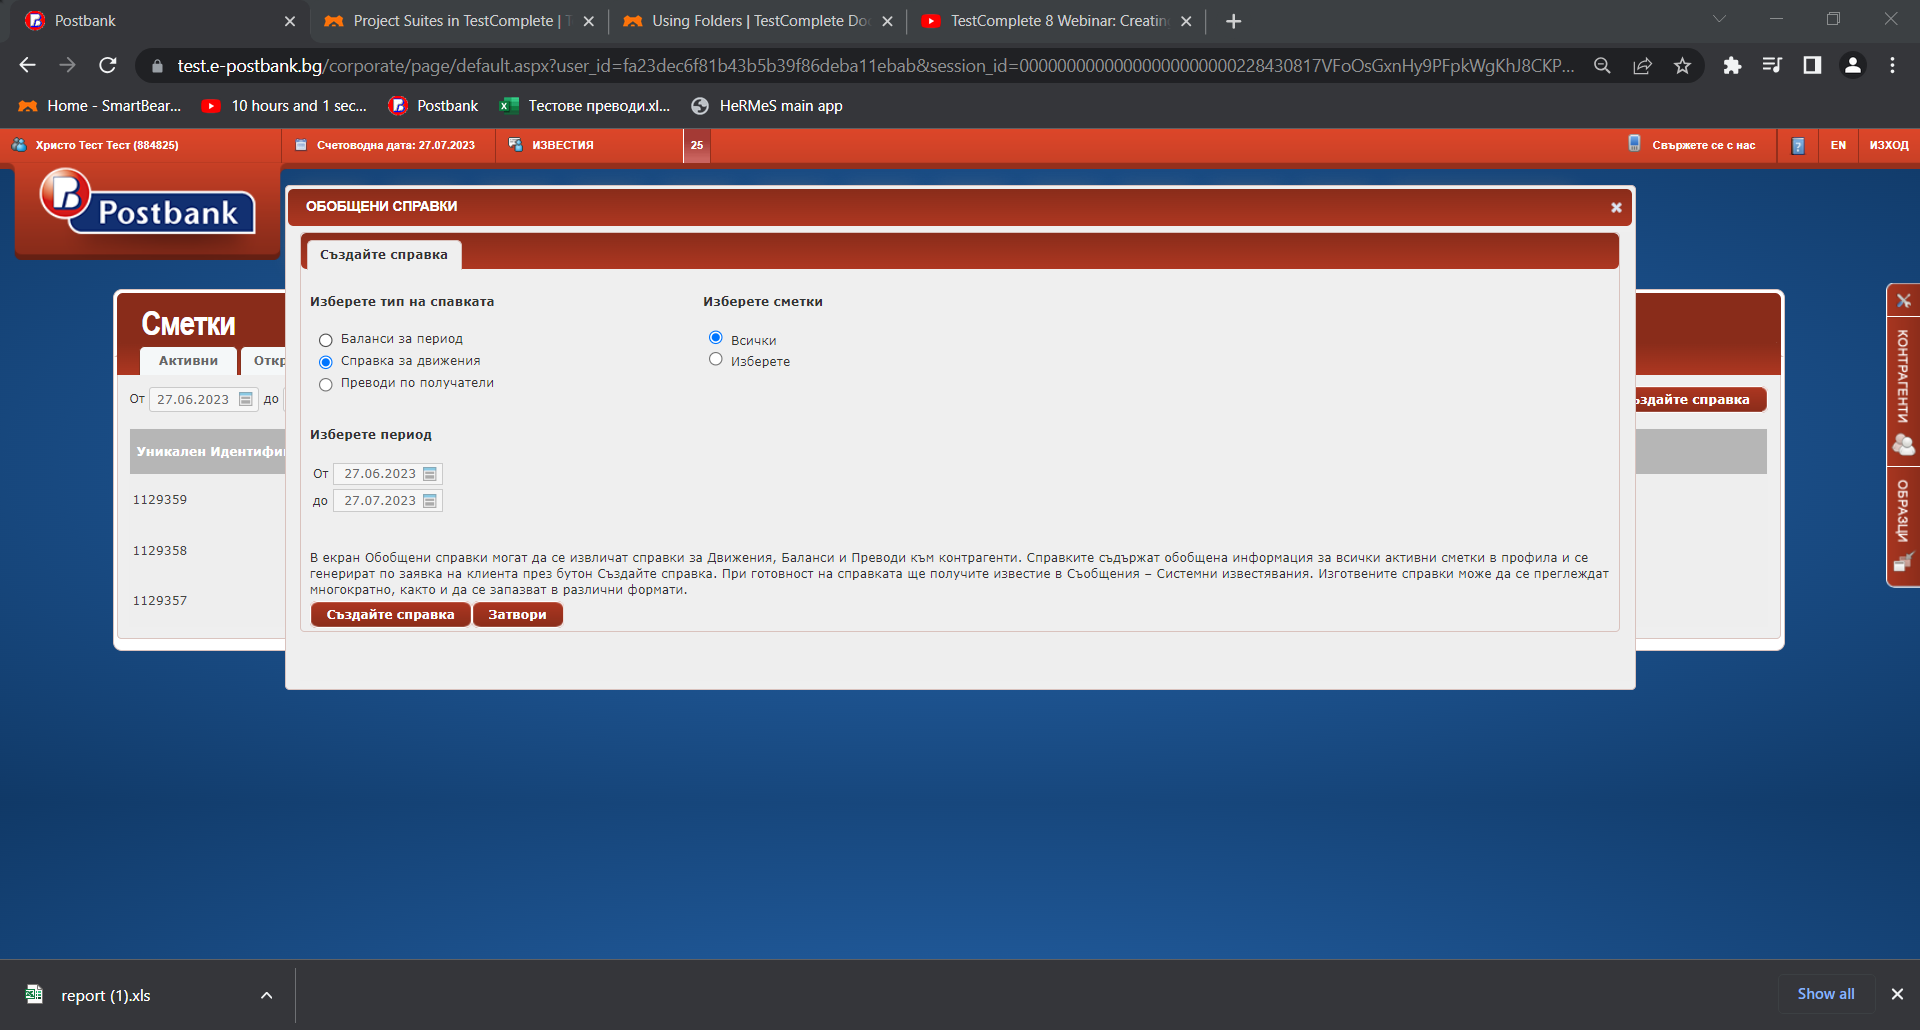 Postbank
Project Suites in TestComplete |
Using Folders | TestComplete Doc
TestComplete 8 Webinar: Creating
test.e-postbank.bg/corporate/page/default.aspx?user_id=fa23dec6f81b43b5b39f86deba11ebab&session_id=
Home - SmartBear...
10 hours and 1 sec...
Postbank
Тестове преводи.xl...
HeRMeS main app
Христо Тест Тест (884825)
Счетоводна дата: 27.07.2023
ИЗВЕСТИЯ
25
Свържете се с нас
EN
ИЗХОД
Postbank
ОБОБЩЕНИ СПРАВКИ
Създайте справка
Изберете тип на спавката
Изберете сметки
Баланси за период
Справка за движения
Преводи по получатели
Всички
Изберете
Изберете период
От 27.06.2023
до 27.07.2023
В екран Обобщени справки могат да се извличат справки за Движения, Баланси и Преводи към контрагенти. Справките съдържат обобщена информация за всички активни сметки в профила и се
генерират по заявка на клиента през бутон Създайте справка. При готовност на справката ще получите известие в Съобщения – Системни известявания. Изготвените справки може да се преглеждат
многократно, както и да се запазват в различни формати.
Създайте справка
Затвори
Сметки
Активни
Откр
От 27.06.2023 до
ъздайте справка
Уникален Идентифи
1129359
1129358
1129357
КОНТРАГЕНТИ
ОБРАЗЦИ
report (1).xls
Show all